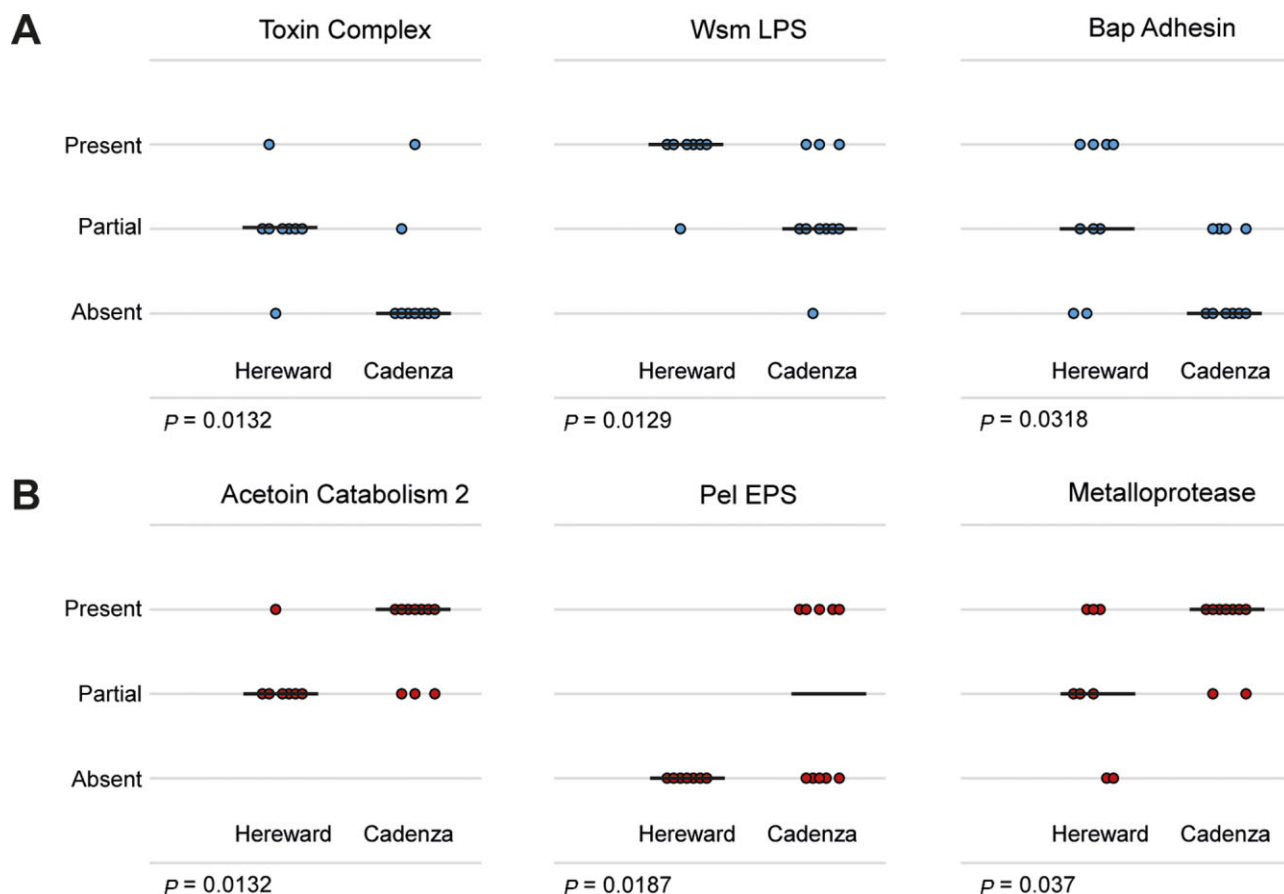 A
Toxin Complex
Wsm LPS
Bap Adhesin
Present
Partial
Absent
Hereward Cadenza
Hereward Cadenza
Hereward Cadenza
P = 0.0132
P = 0.0129
P = 0.0318
B
Acetoin Catabolism 2
Pel EPS
Metalloprotease
Present
Partial
Absent
Hereward Cadenza
Hereward Cadenza
Hereward Cadenza
P = 0.0132
P = 0.0187
P = 0.037